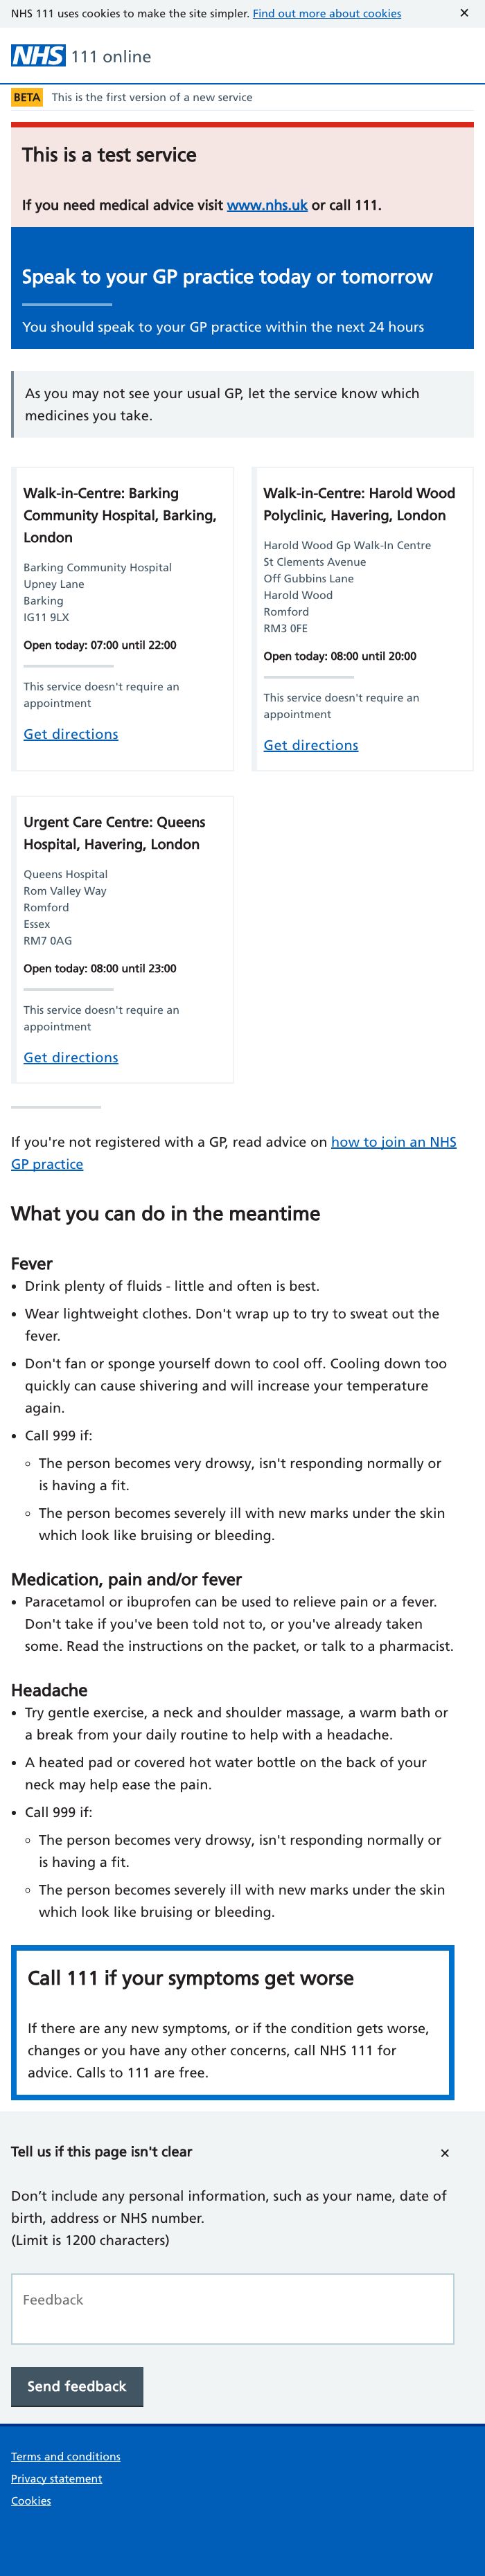 NHS 111 uses cookies to make the site simpler. Find out more about cookies ×
NHS 111 online
BETA This is the first version of a new service
This is a test service
If you need medical advice visit www.nhs.uk or call 111.
Speak to your GP practice today or tomorrow
You should speak to your GP practice within the next 24 hours
As you may not see your usual GP, let the service know which
medicines you take.
Walk-in-Centre: Barking
Community Hospital, Barking,
London
Barking Community Hospital
Upney Lane
Barking
IG11 9LX
Open today: 07:00 until 22:00
This service doesn't require an
appointment
Get directions
Walk-in-Centre: Harold Wood
Polyclinic, Havering, London
Harold Wood Gp Walk-In Centre
St Clements Avenue
Off Gubbins Lane
Harold Wood
Romford
RM3 0FE
Open today: 08:00 until 20:00
This service doesn't require an
appointment
Get directions
Urgent Care Centre: Queens
Hospital, Havering, London
Queens Hospital
Rom Valley Way
Romford
Essex
RM7 0AG
Open today: 08:00 until 23:00
This service doesn't require an
appointment
Get directions
If you're not registered with a GP, read advice on how to join an NHS
GP practice
What you can do in the meantime
Fever
• Drink plenty of fluids - little and often is best.
• Wear lightweight clothes. Don't wrap up to try to sweat out the
fever.
• Don't fan or sponge yourself down to cool off. Cooling down too
quickly can cause shivering and will increase your temperature
again.
• Call 999 if:
◦ The person becomes very drowsy, isn't responding normally or
is having a fit.
◦ The person becomes severely ill with new marks under the skin
which look like bruising or bleeding.
Medication, pain and/or fever
• Paracetamol or ibuprofen can be used to relieve pain or a fever.
Don't take if you've been told not to, or you've already taken
some. Read the instructions on the packet, or talk to a pharmacist.
Headache
• Try gentle exercise, a neck and shoulder massage, a warm bath or
a break from your daily routine to help with a headache.
• A heated pad or covered hot water bottle on the back of your
neck may help ease the pain.
• Call 999 if:
◦ The person becomes very drowsy, isn't responding normally or
is having a fit.
◦ The person becomes severely ill with new marks under the skin
which look like bruising or bleeding.
Call 111 if your symptoms get worse
If there are any new symptoms, or if the condition gets worse,
changes or you have any other concerns, call NHS 111 for
advice. Calls to 111 are free.
Tell us if this page isn't clear ×
Don’t include any personal information, such as your name, date of
birth, address or NHS number.
(Limit is 1200 characters)
Feedback
Send feedback
Terms and conditions
Privacy statement
Cookies